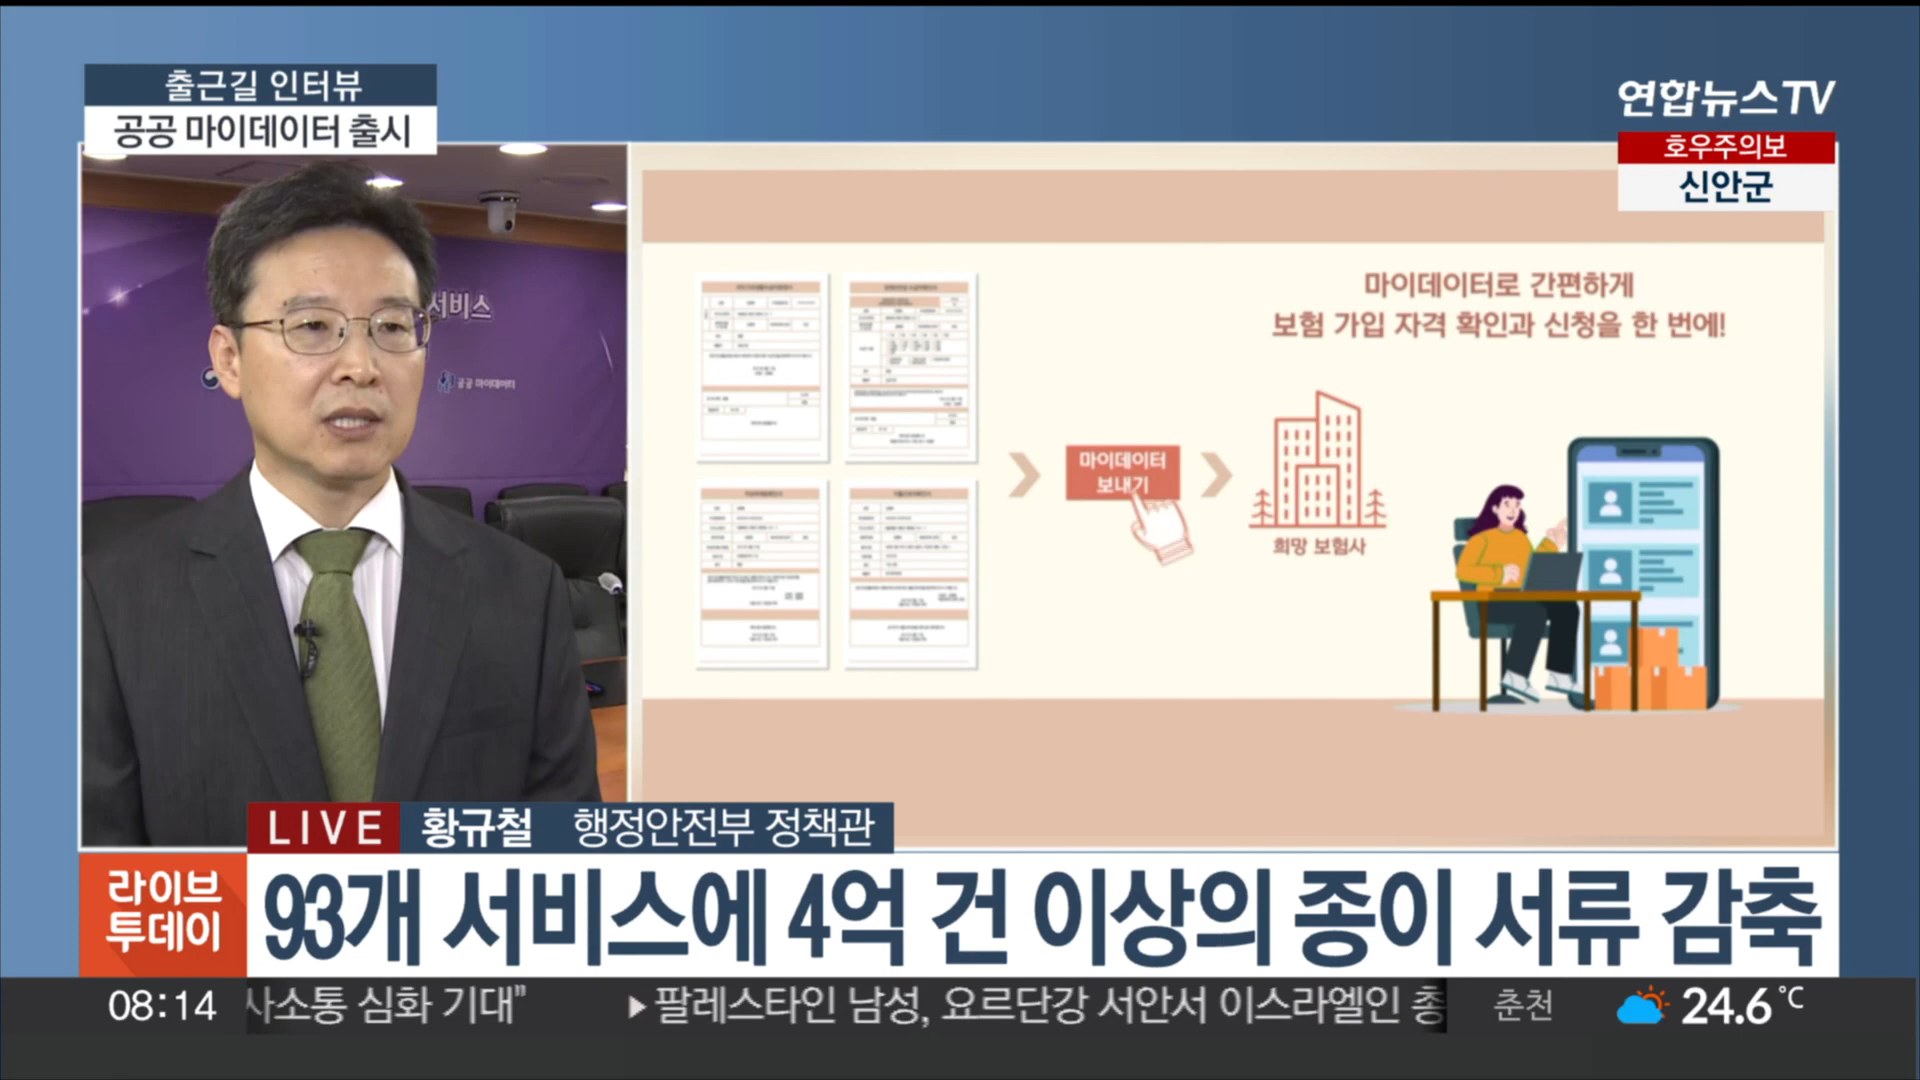 출근길 인터뷰
공공 마이데이터 출시
연합뉴스TV
호우주의보
신안군
서비스
공공 마이데이터
마이데이터로 간편하게
보험 가입 자격 확인과 신청을 한 번에!
마이데이터
보내기
희망 보험사
LIVE 황규철 행정안전부 정책관
라이브
투데이
93개 서비스에 4억 건 이상의 종이 서류 감축
08:14 사소통 심화 기대” ▶팔레스타인 남성, 요르단강 서안서 이스라엘인 총 춘천 24.6℃